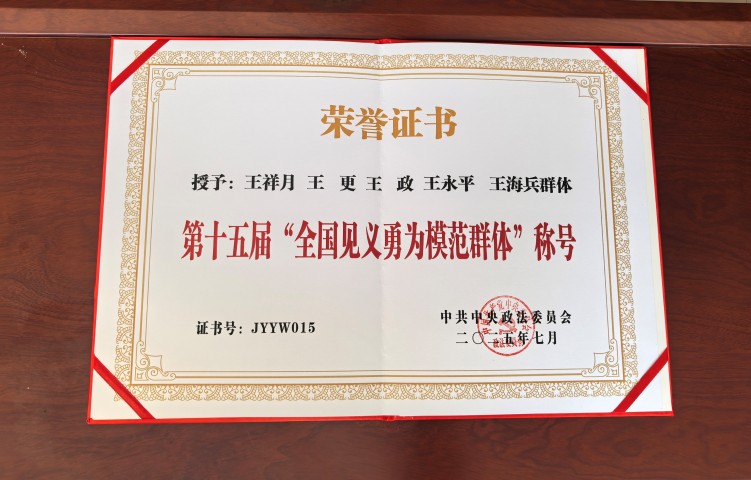 荣誉证书
授予：王祥月 王 更 王 政 王永平 王海兵群体
第十五届“全国见义勇为模范群体”称号
中共中央政法委员会
证书号：JYYW015
二〇二五年七月